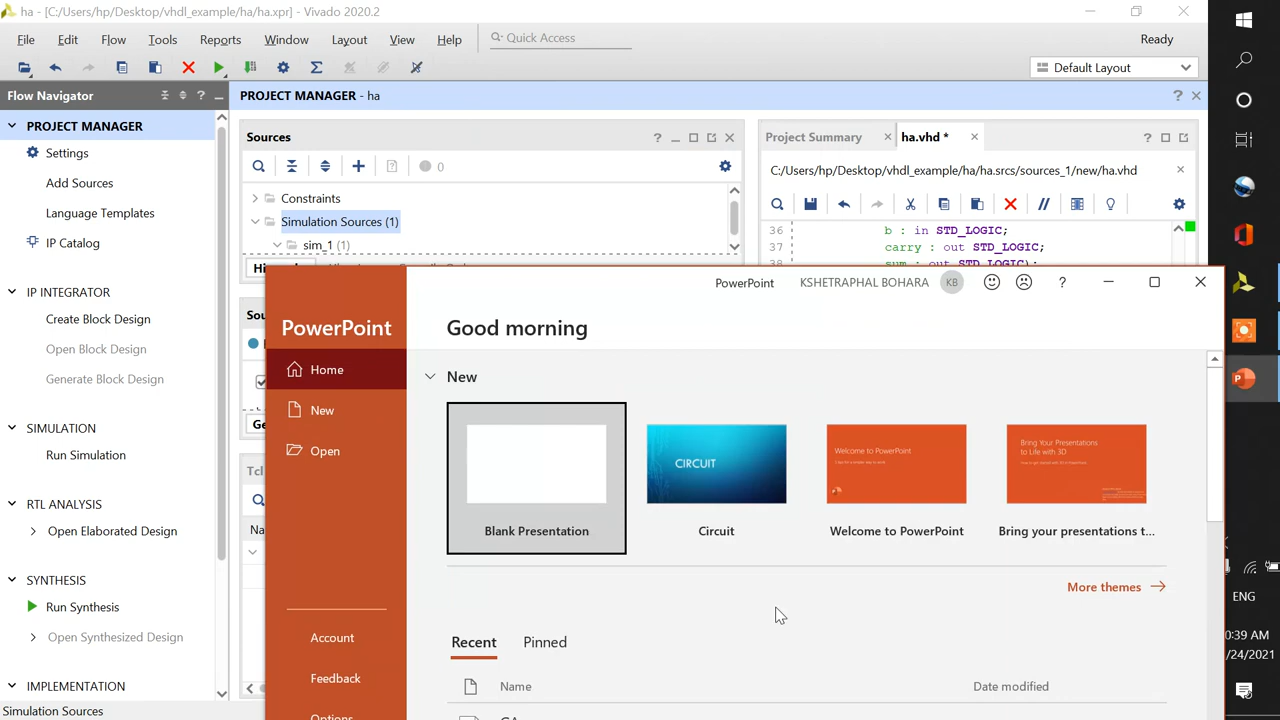 ha - [C:/Users/hp/Desktop/vhdl_example/ha/ha.xpr] - Vivado 2020.2
File Edit Flow Tools Reports Window Layout View Help Quick Access
Ready
Default Layout
Flow Navigator
PROJECT MANAGER - ha
PROJECT MANAGER
Settings
Add Sources
Language Templates
IP Catalog
IP INTEGRATOR
Create Block Design
Open Block Design
Generate Block Design
SIMULATION
Run Simulation
RTL ANALYSIS
Open Elaborated Design
SYNTHESIS
Run Synthesis
Open Synthesized Design
IMPLEMENTATION
Simulation Sources
Sources
0
Constraints
Simulation Sources (1)
sim_1 (1)
Project Summary
ha.vhd *
C:/Users/hp/Desktop/vhdl_example/ha/ha.srcs/sources_1/new/ha.vhd
36 b : in STD_LOGIC;
37 carry : out STD_LOGIC;
38 sum : out STD_LOGIC);
PowerPoint KSHETRAPHAL BOHARA KB
PowerPoint
Home
New
Open
Account
Feedback
Options
Good morning
New
Blank Presentation
CIRCUIT
Circuit
Welcome to PowerPoint
Welcome to PowerPoint
Bring Your Presentations
to Life with 3D
Bring your presentations t...
More themes
Recent Pinned
Name Date modified
ENG
0:39 AM
/24/2021